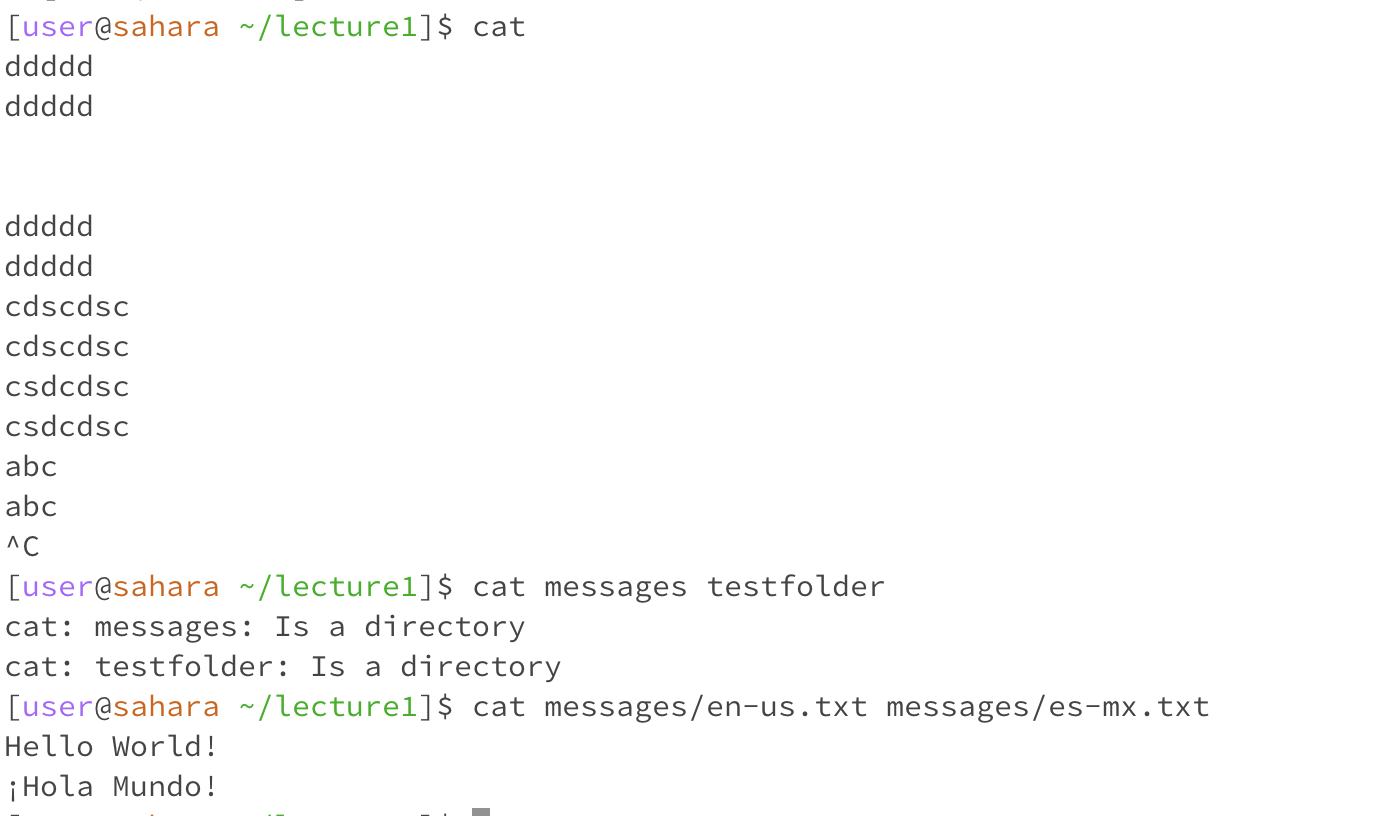 [user@sahara ~/lecture1]$ cat
ddddd
ddddd
ddddd
ddddd
cdscdsc
cdscdsc
csdcdsc
csdcdsc
abc
abc
^C
[user@sahara ~/lecture1]$ cat messages testfolder
cat: messages: Is a directory
cat: testfolder: Is a directory
[user@sahara ~/lecture1]$ cat messages/en-us.txt messages/es-mx.txt
Hello World!
¡Hola Mundo!